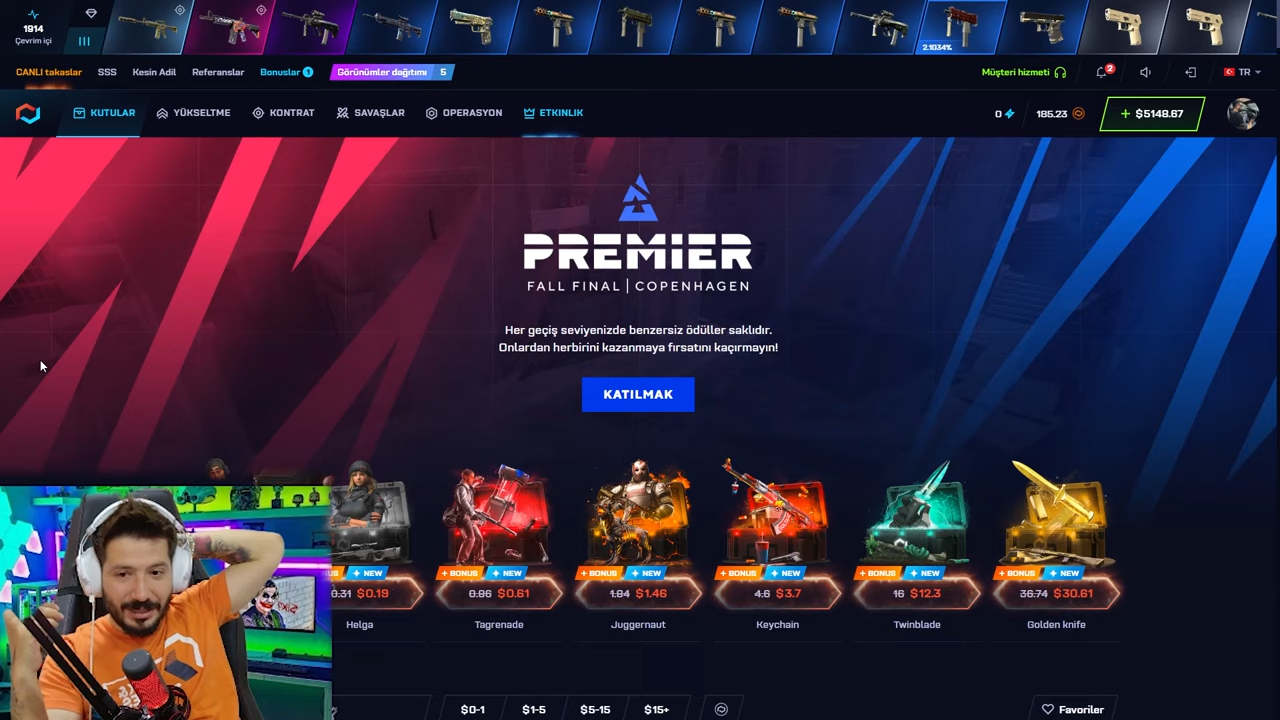 1914
Çevrim içi
2.1034%
CANLI takaslar
SSS
Kesin Adil
Referanslar
Bonuslar 1
Görünümler dağıtımı 5
Müşteri hizmeti
2
TR
KUTULAR
YÜKSELTME
KONTRAT
SAVAŞLAR
OPERASYON
ETKINLIK
0
185.23
+ $5148.67
PREMIER
FALL FINAL | COPENHAGEN
Her geçiş seviyenizde benzersiz ödüller saklıdır.
Onlardan herbirini kazanmaya fırsatını kaçırmayın!
KATILMAK
NEW
+ BONUS NEW
+ BONUS NEW
+ BONUS NEW
+ BONUS NEW
+ BONUS NEW
0.31 $0.19
0.86 $0.61
1.84 $1.46
4.6 $3.7
16 $12.3
36.74 $30.61
Helga
Tagrenade
Juggernaut
Keychain
Twinblade
Golden knife
$0-1
$1-5
$5-15
$15+
Favoriler